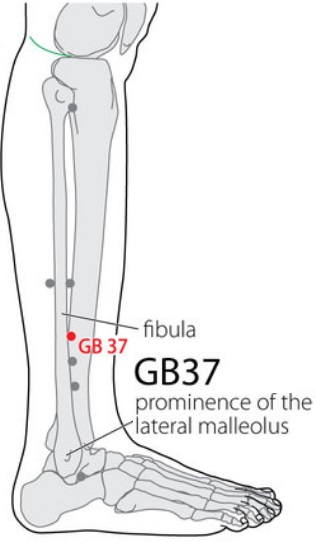 fibula
GB 37
GB37
prominence of the
lateral malleolus